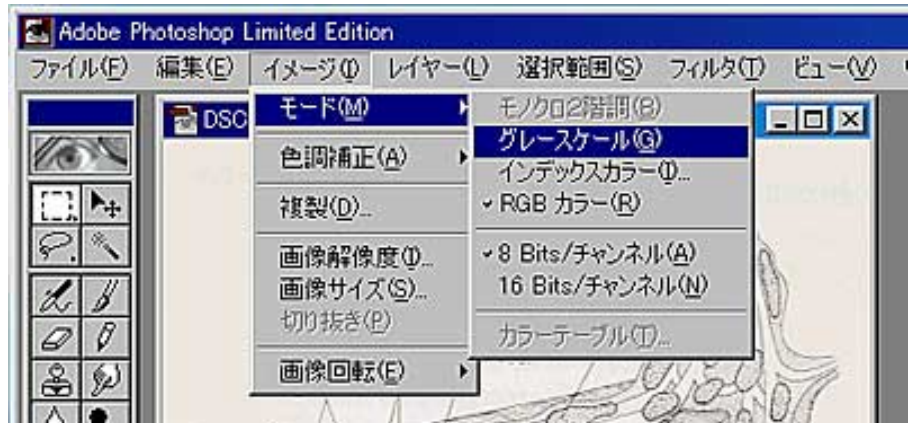 Adobe Photoshop Limited Edition
ファイル(F) 編集(E) イメージ(I) レイヤー(L) 選択範囲(S) フィルタ(T) ビュー(V)
DSC
モード(M)
色調補正(A)
複製(D)...
画像解像度(I)...
画像サイズ(S)...
切り抜き(P)
画像回転(E)
モノクロ2階調(B)
グレースケール(G)
インデックスカラー(I)...
RGB カラー(R)
8 Bits/チャンネル(A)
16 Bits/チャンネル(N)
カラーテーブル(T)...